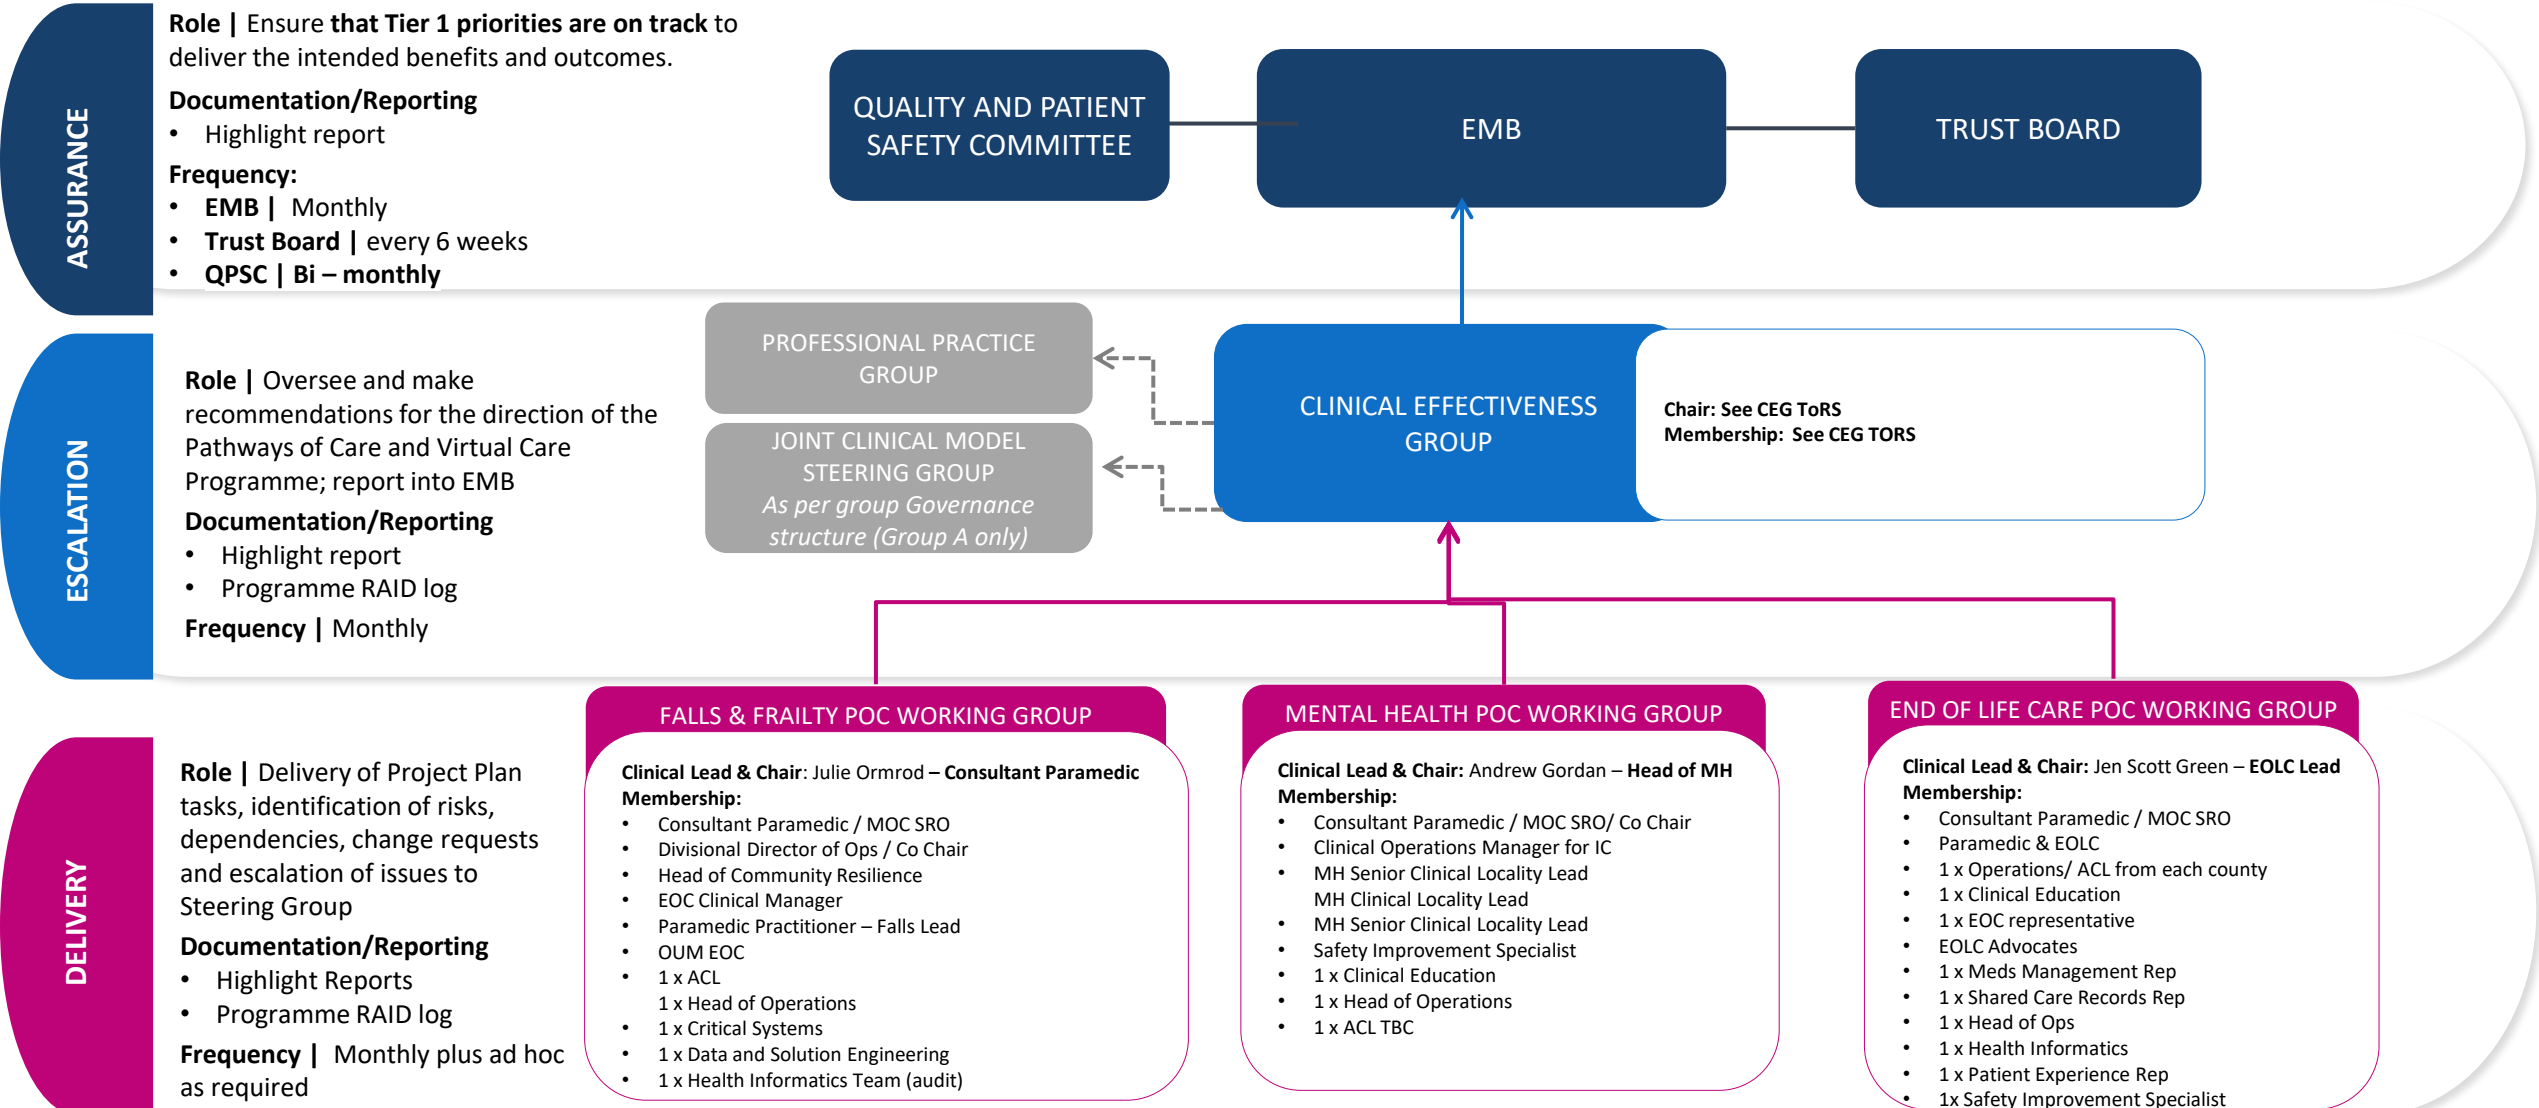 ASSURANCE
Role | Ensure that Tier 1 priorities are on track to
deliver the intended benefits and outcomes.
Documentation/Reporting
• Highlight report
Frequency:
• EMB | Monthly
• Trust Board | every 6 weeks
• QPSC | Bi – monthly
QUALITY AND PATIENT
SAFETY COMMITTEE
EMB
TRUST BOARD
ESCALATION
Role | Oversee and make
recommendations for the direction of the
Pathways of Care and Virtual Care
Programme; report into EMB
Documentation/Reporting
• Highlight report
• Programme RAID log
Frequency | Monthly
PROFESSIONAL PRACTICE
GROUP
JOINT CLINICAL MODEL
STEERING GROUP
As per group Governance
structure (Group A only)
CLINICAL EFFECTIVENESS
GROUP
Chair: See CEG ToRS
Membership: See CEG TORS
DELIVERY
Role | Delivery of Project Plan
tasks, identification of risks,
dependencies, change requests
and escalation of issues to
Steering Group
Documentation/Reporting
• Highlight Reports
• Programme RAID log
Frequency | Monthly plus ad hoc
as required
FALLS & FRAILTY POC WORKING GROUP
Clinical Lead & Chair: Julie Ormrod – Consultant Paramedic
Membership:
• Consultant Paramedic / MOC SRO
• Divisional Director of Ops / Co Chair
• Head of Community Resilience
• EOC Clinical Manager
• Paramedic Practitioner – Falls Lead
• OUM EOC
• 1 x ACL
1 x Head of Operations
• 1 x Critical Systems
• 1 x Data and Solution Engineering
• 1 x Health Informatics Team (audit)
MENTAL HEALTH POC WORKING GROUP
Clinical Lead & Chair: Andrew Gordan – Head of MH
Membership:
• Consultant Paramedic / MOC SRO/ Co Chair
• Clinical Operations Manager for IC
• MH Senior Clinical Locality Lead
MH Clinical Locality Lead
• MH Senior Clinical Locality Lead
• Safety Improvement Specialist
• 1 x Clinical Education
• 1 x Head of Operations
• 1 x ACL TBC
END OF LIFE CARE POC WORKING GROUP
Clinical Lead & Chair: Jen Scott Green – EOLC Lead
Membership:
• Consultant Paramedic / MOC SRO
• Paramedic & EOLC
• 1 x Operations/ ACL from each county
• 1 x Clinical Education
• 1 x EOC representative
• EOLC Advocates
• 1 x Meds Management Rep
• 1 x Shared Care Records Rep
• 1 x Head of Ops
• 1 x Health Informatics
• 1 x Patient Experience Rep
• 1x Safety Improvement Specialist